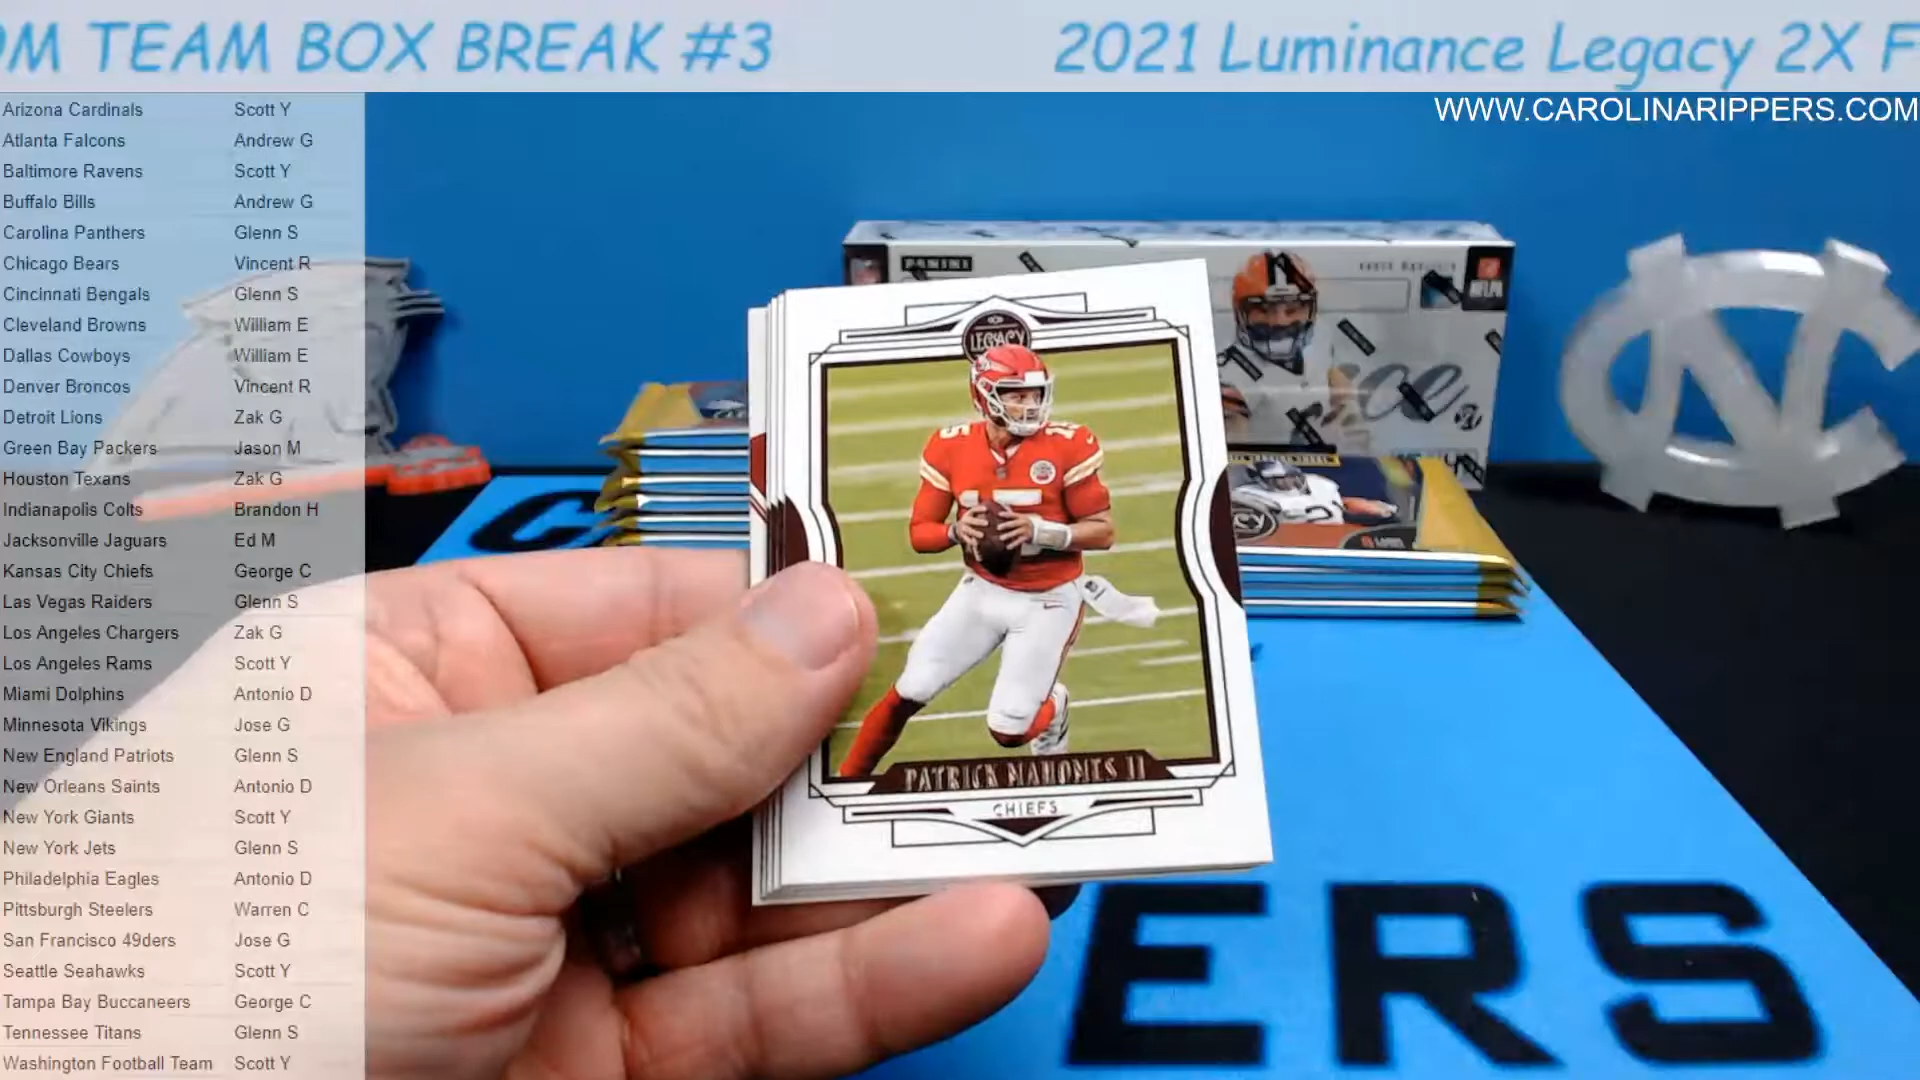 OM TEAM BOX BREAK #3
2021 Luminance Legacy 2X F
WWW.CAROLINARIPPERS.COM
Arizona Cardinals Scott Y
Atlanta Falcons Andrew G
Baltimore Ravens Scott Y
Buffalo Bills Andrew G
Carolina Panthers Glenn S
Chicago Bears Vincent R
Cincinnati Bengals Glenn S
Cleveland Browns William E
Dallas Cowboys William E
Denver Broncos Vincent R
Detroit Lions Zak G
Green Bay Packers Jason M
Houston Texans Zak G
Indianapolis Colts Brandon H
Jacksonville Jaguars Ed M
Kansas City Chiefs George C
Las Vegas Raiders Glenn S
Los Angeles Chargers Zak G
Los Angeles Rams Scott Y
Miami Dolphins Antonio D
Minnesota Vikings Jose G
New England Patriots Glenn S
New Orleans Saints Antonio D
New York Giants Scott Y
New York Jets Glenn S
Philadelphia Eagles Antonio D
Pittsburgh Steelers Warren C
San Francisco 49ders Jose G
Seattle Seahawks Scott Y
Tampa Bay Buccaneers George C
Tennessee Titans Glenn S
Washington Football Team Scott Y
PANINI
LEGACY
15
15
PATRICK MAHOMES II
CHIEFS
NC
ERS